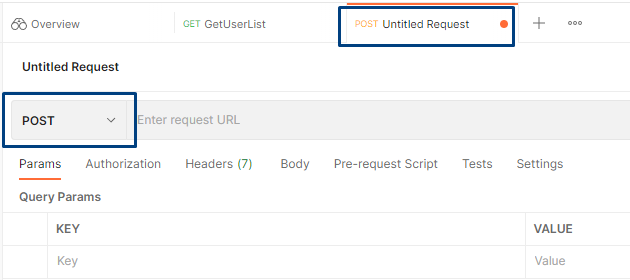 Overview GET GetUserList POST Untitled Request
Untitled Request
POST Enter request URL
Params Authorization Headers (7) Body Pre-request Script Tests Settings
Query Params
KEY VALUE
Key Value